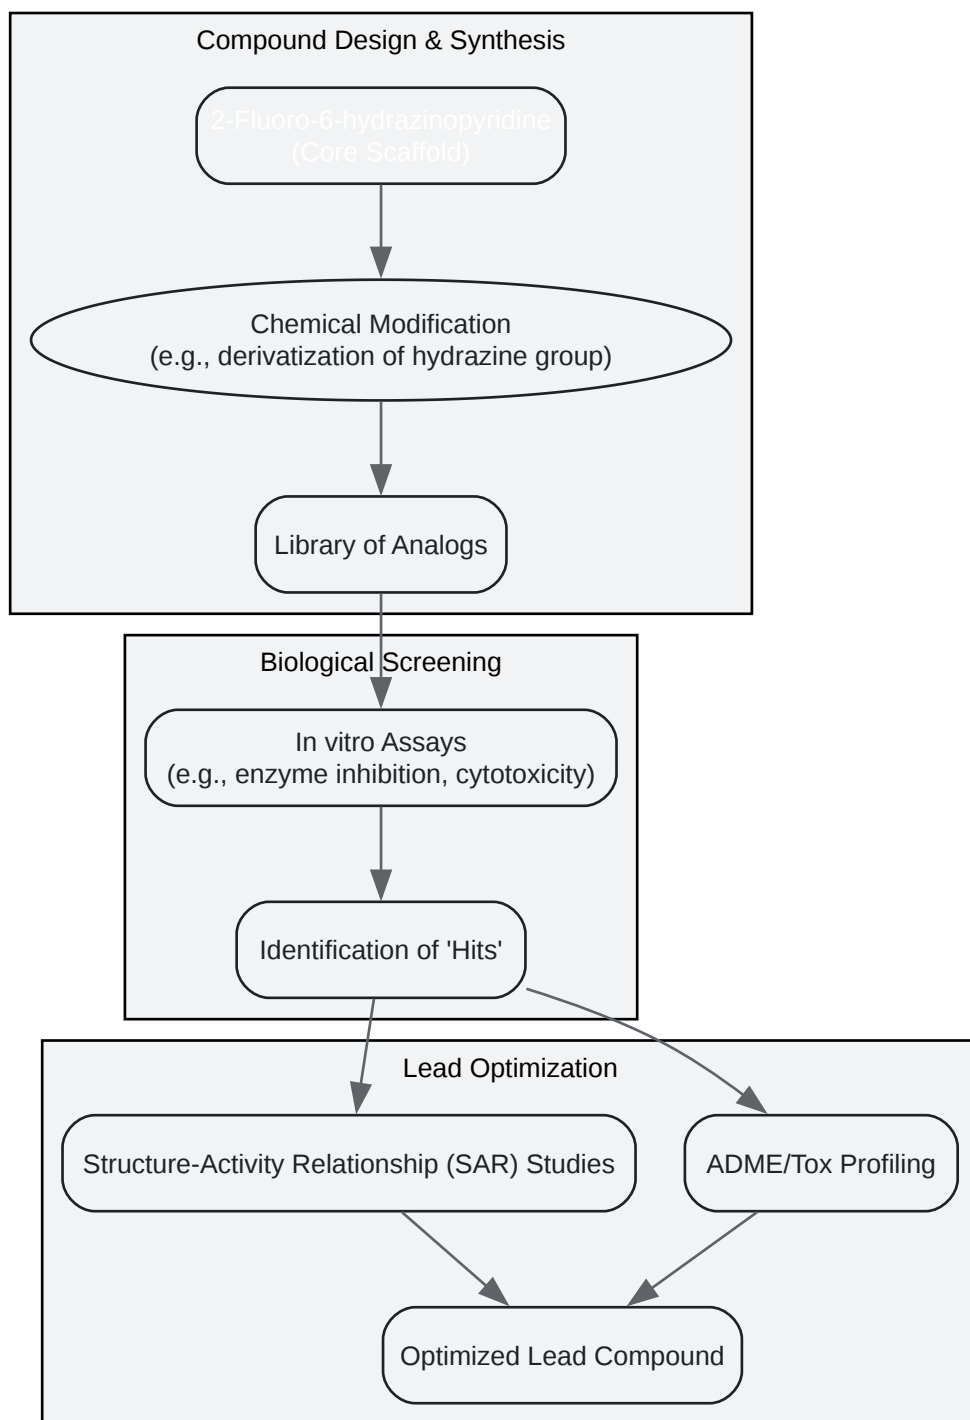 Compound Design & Synthesis
2-Fluoro-6-hydrazinopyridine
(Core Scaffold)
Chemical Modification
(e.g., derivatization of hydrazine group)
Library of Analogs
Biological Screening
In vitro Assays
(e.g., enzyme inhibition, cytotoxicity)
Identification of 'Hits'
Lead Optimization
Structure-Activity Relationship (SAR) Studies
ADME/Tox Profiling
Optimized Lead Compound